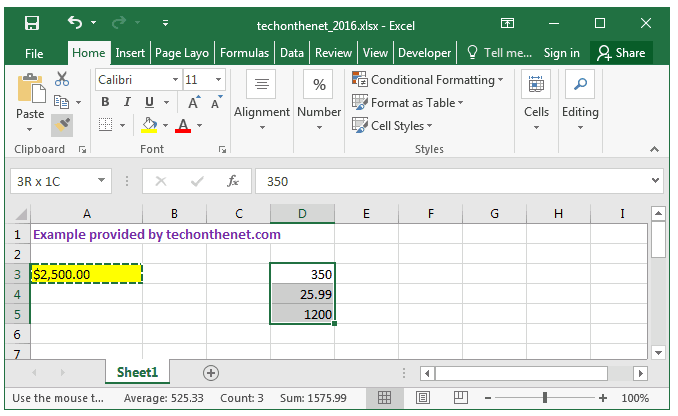 techonthenet_2016.xlsx - Excel
File Home Insert Page Layo Formulas Data Review View Developer Tell me... Sign in Share
Paste
Clipboard
Calibri 11
B I U A A
A
Font
Alignment
%
Number
Conditional Formatting
Format as Table
Cell Styles
Styles
Cells
Editing
3R x 1C fx 350
A B C D E F G H I
1 Example provided by techonthenet.com
2
3 $2,500.00 350
4 25.99
5 1200
6
7
Sheet1
Use the mouse t... Average: 525.33 Count: 3 Sum: 1575.99 100%